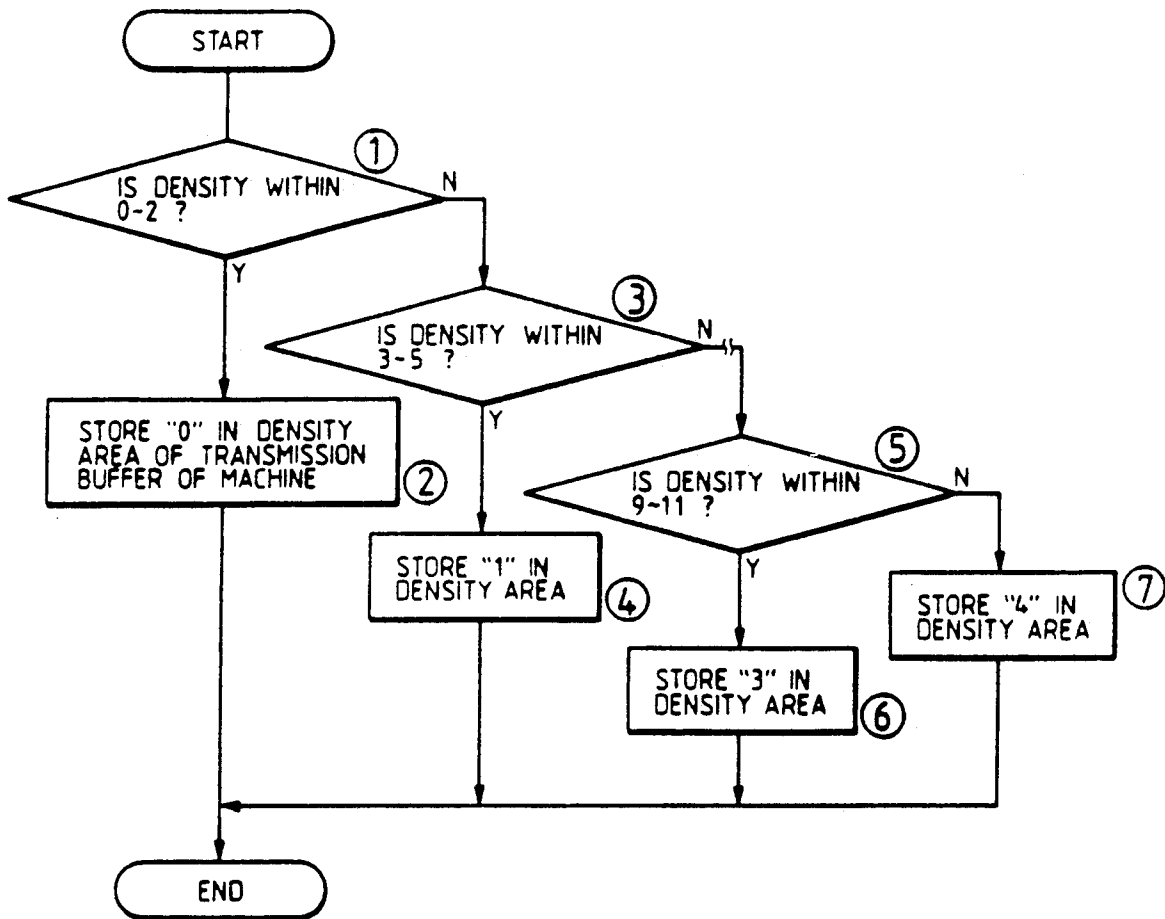 START
①
IS DENSITY WITHIN
0~2 ?
N
Y
③
IS DENSITY WITHIN
3~5 ?
N
Y
STORE "0" IN DENSITY
AREA OF TRANSMISSION
BUFFER OF MACHINE
②
⑤
IS DENSITY WITHIN
9~11 ?
N
Y
STORE "1" IN
DENSITY AREA
④
⑦
STORE "4" IN
DENSITY AREA
STORE "3" IN
DENSITY AREA
⑥
END